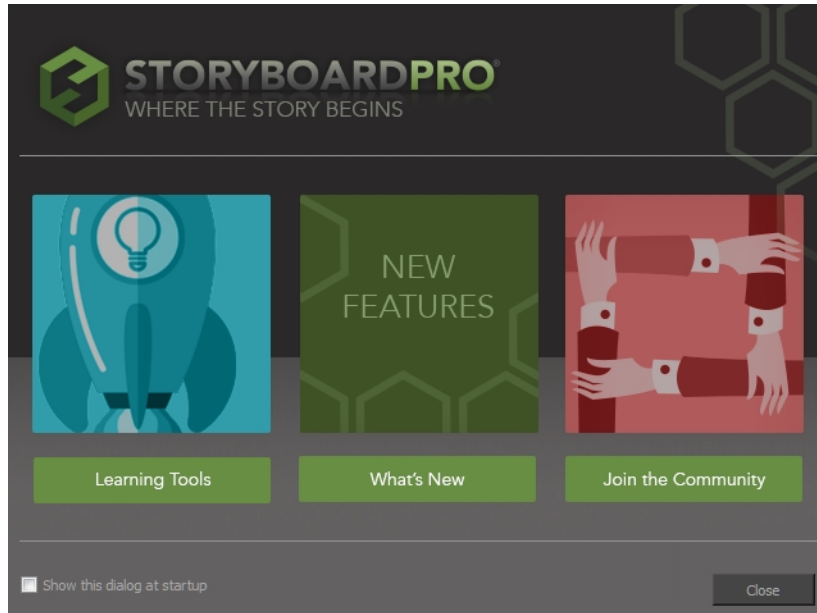 STORYBOARDPRO®
WHERE THE STORY BEGINS
NEW
FEATURES
Learning Tools
What's New
Join the Community
Show this dialog at startup
Close